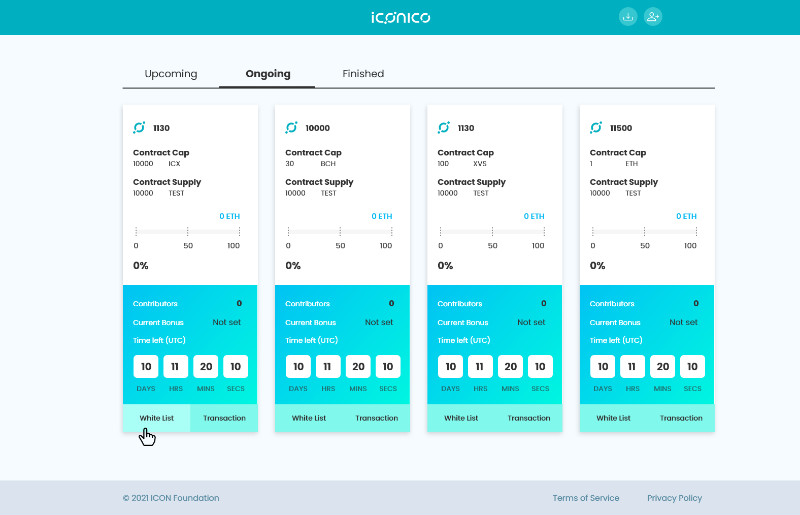 iconico
Upcoming Ongoing Finished
1130
Contract Cap
10000 ICX
Contract Supply
10000 TEST
0 ETH
0 50 100
0%
Contributors 0
Current Bonus Not set
Time left (UTC)
10 11 20 10
DAYS HRS MINS SECS
White List Transaction
10000
Contract Cap
30 BCH
Contract Supply
10000 TEST
0 ETH
0 50 100
0%
Contributors 0
Current Bonus Not set
Time left (UTC)
10 11 20 10
DAYS HRS MINS SECS
White List Transaction
1130
Contract Cap
100 XVS
Contract Supply
10000 TEST
0 ETH
0 50 100
0%
Contributors 0
Current Bonus Not set
Time left (UTC)
10 11 20 10
DAYS HRS MINS SECS
White List Transaction
11500
Contract Cap
1 ETH
Contract Supply
10000 TEST
0 ETH
0 50 100
0%
Contributors 0
Current Bonus Not set
Time left (UTC)
10 11 20 10
DAYS HRS MINS SECS
White List Transaction
© 2021 ICON Foundation Terms of Service Privacy Policy